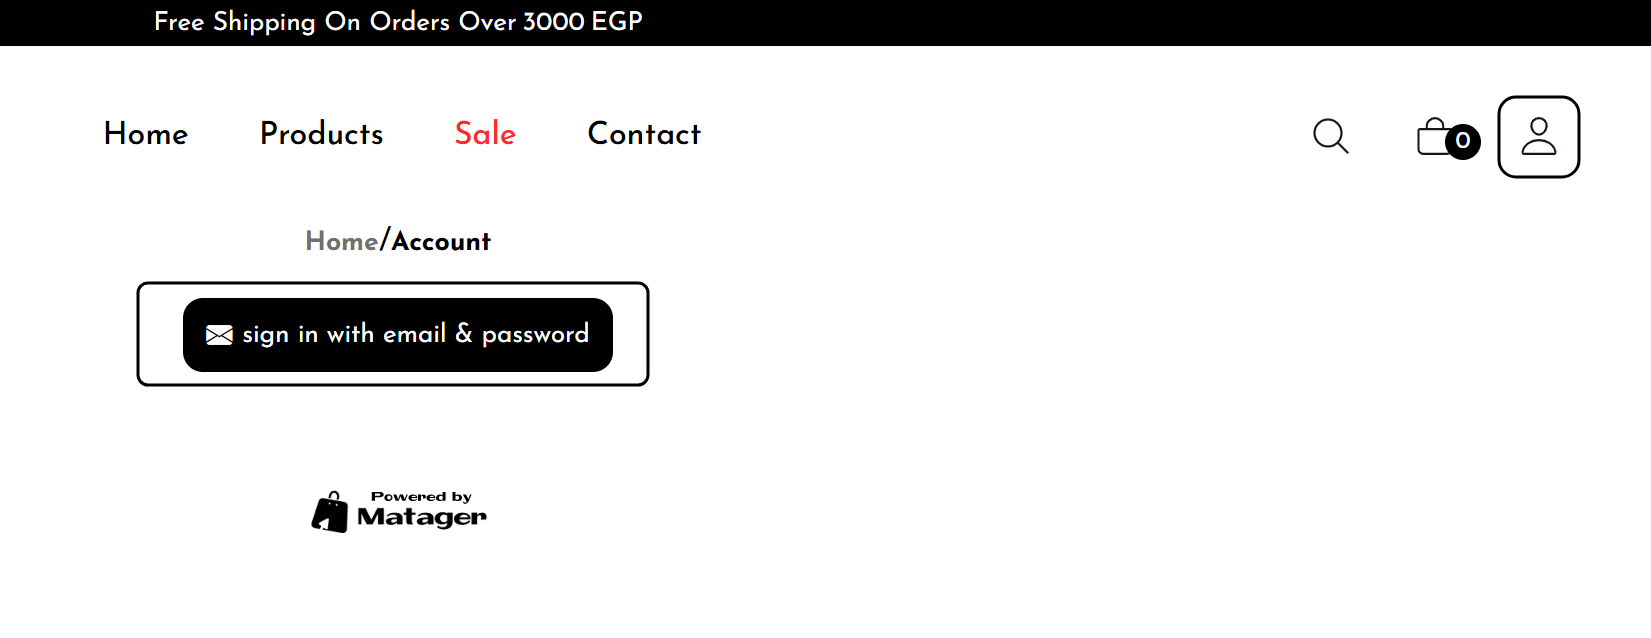 Free Shipping On Orders Over 3000 EGP
Home Products Sale Contact
0
Home/Account
sign in with email & password
Powered by
Matager